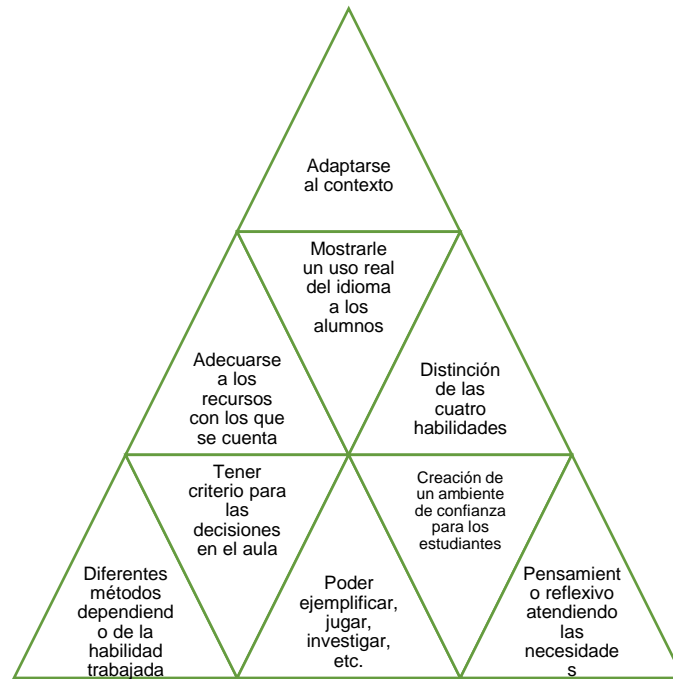 Adaptarse
al contexto
Mostrarle
un uso real
del idioma
a los
alumnos
Adecuarse
a los
recursos
con los que
se cuenta
Distinción
de las
cuatro
habilidades
Tener
criterio para
las
decisiones
en el aula
Creación de
un ambiente
de confianza
para los
estudiantes
Diferentes
métodos
dependiend
o de la
habilidad
trabajada
Poder
ejemplificar,
jugar,
investigar,
etc.
Pensamient
o reflexivo
atendiendo
las
necesidade
s